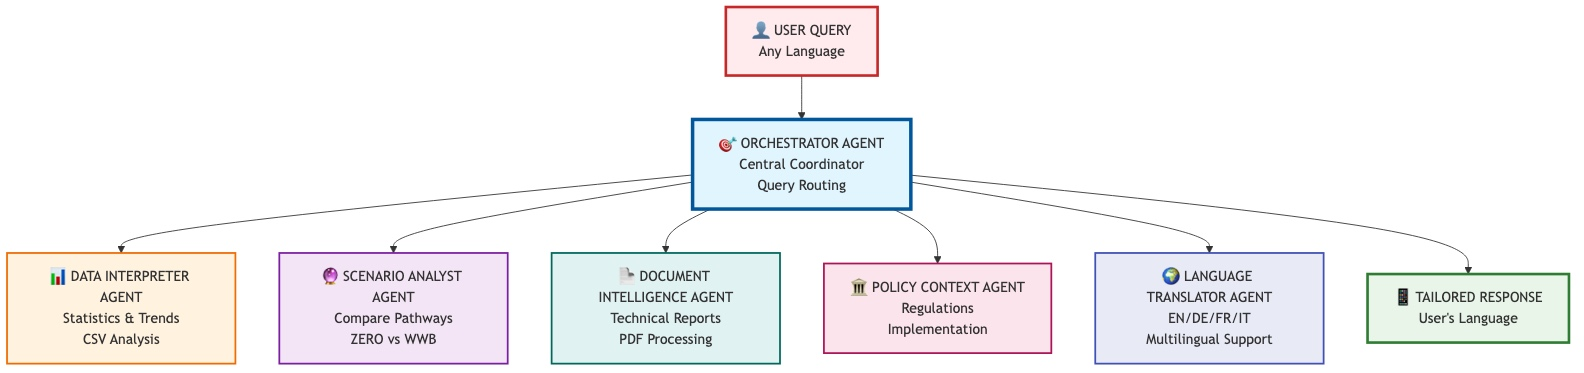 USER QUERY
Any Language
ORCHESTRATOR AGENT
Central Coordinator
Query Routing
DATA INTERPRETER
AGENT
Statistics & Trends
CSV Analysis
SCENARIO ANALYST
AGENT
Compare Pathways
ZERO vs WWB
DOCUMENT
INTELLIGENCE AGENT
Technical Reports
PDF Processing
POLICY CONTEXT AGENT
Regulations
Implementation
LANGUAGE
TRANSLATOR AGENT
EN/DE/FR/IT
Multilingual Support
TAILORED RESPONSE
User's Language